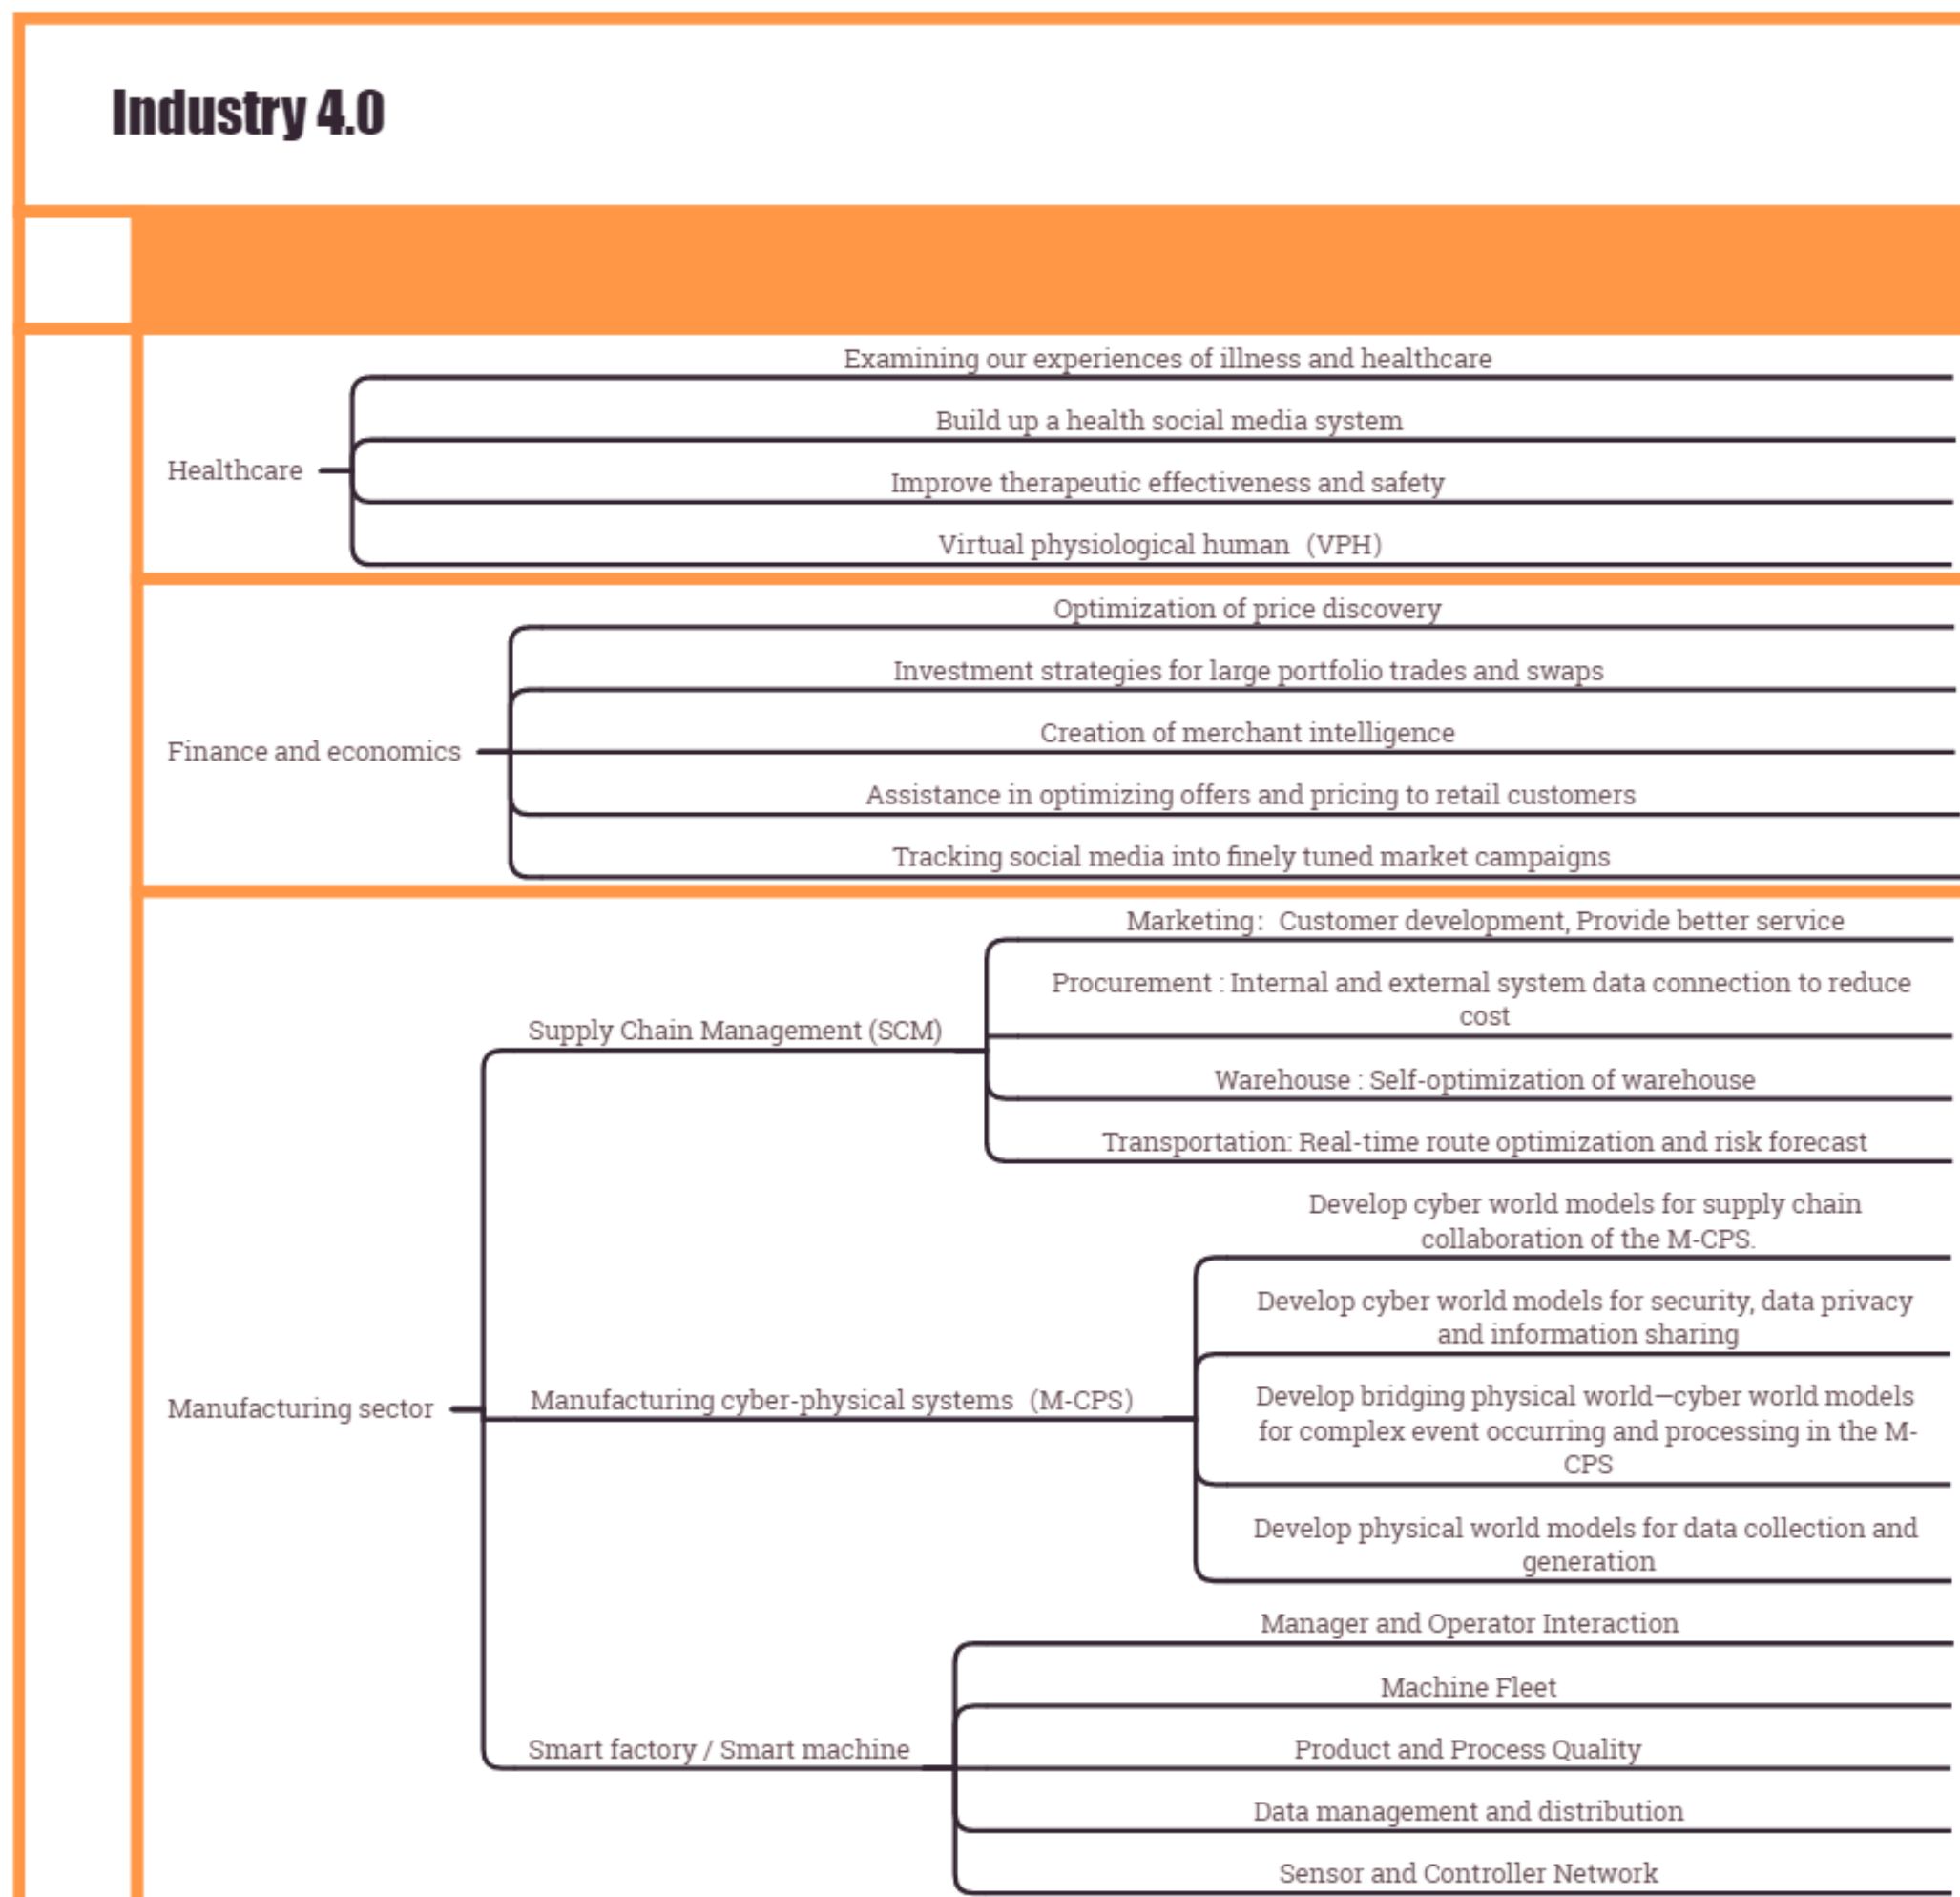 Industry 4.0
Healthcare
Examining our experiences of illness and healthcare
Build up a health social media system
Improve therapeutic effectiveness and safety
Virtual physiological human（VPH）
Finance and economics
Optimization of price discovery
Investment strategies for large portfolio trades and swaps
Creation of merchant intelligence
Assistance in optimizing offers and pricing to retail customers
Tracking social media into finely tuned market campaigns
Manufacturing sector
Supply Chain Management (SCM)
Marketing：Customer development, Provide better service
Procurement : Internal and external system data connection to reduce
cost
Warehouse : Self-optimization of warehouse
Transportation: Real-time route optimization and risk forecast
Manufacturing cyber-physical systems（M-CPS）
Develop cyber world models for supply chain
collaboration of the M-CPS.
Develop cyber world models for security, data privacy
and information sharing
Develop bridging physical world—cyber world models
for complex event occurring and processing in the M-
CPS
Develop physical world models for data collection and
generation
Smart factory / Smart machine
Manager and Operator Interaction
Machine Fleet
Product and Process Quality
Data management and distribution
Sensor and Controller Network